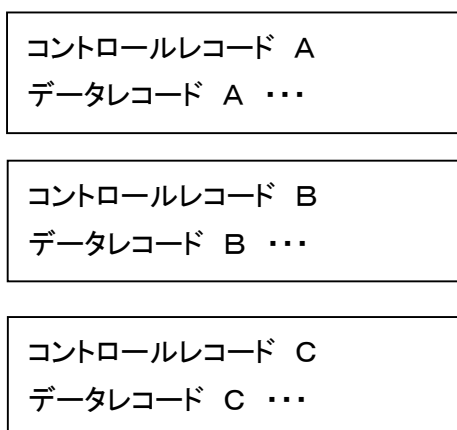 コントロールレコード A
データレコード A ・・・
コントロールレコード B
データレコード B ・・・
コントロールレコード C
データレコード C ・・・